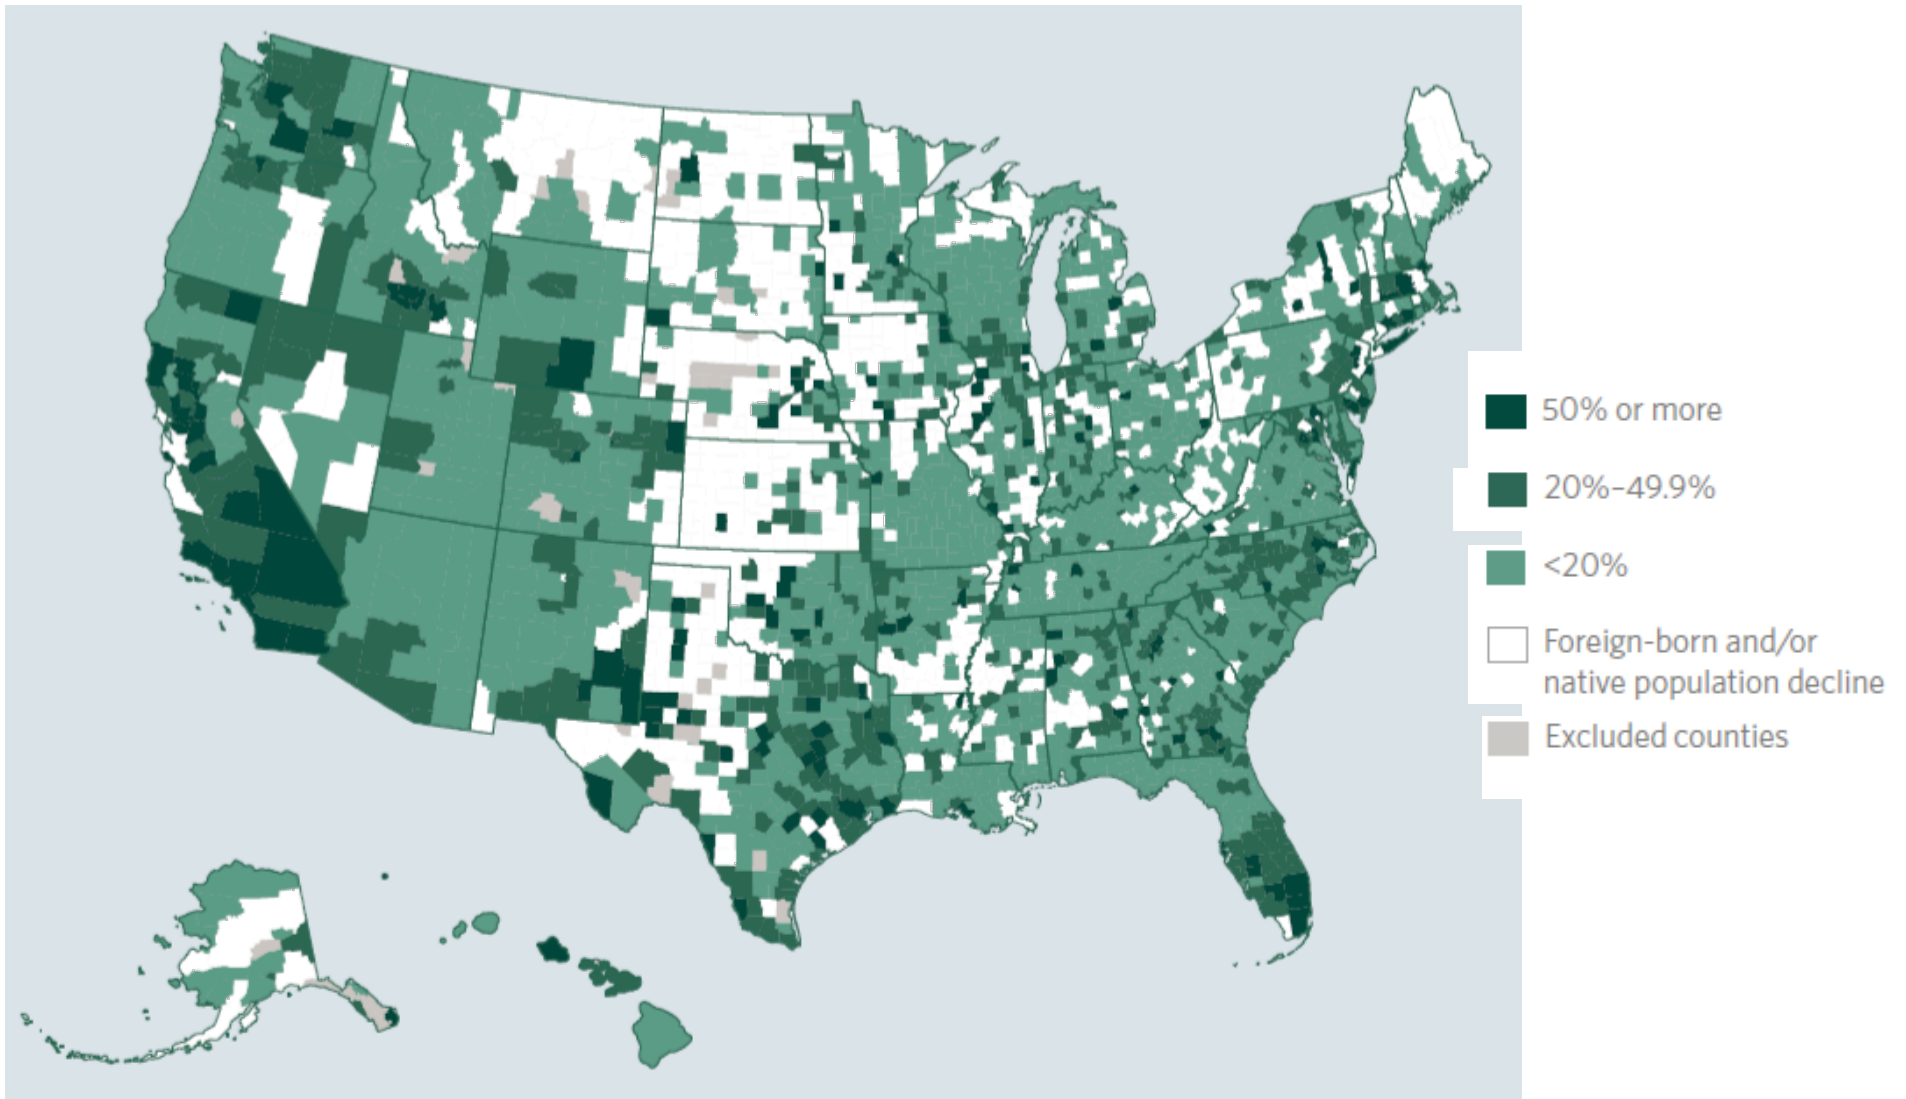 50% or more
20%–49.9%
<20%
Foreign-born and/or
native population decline
Excluded counties